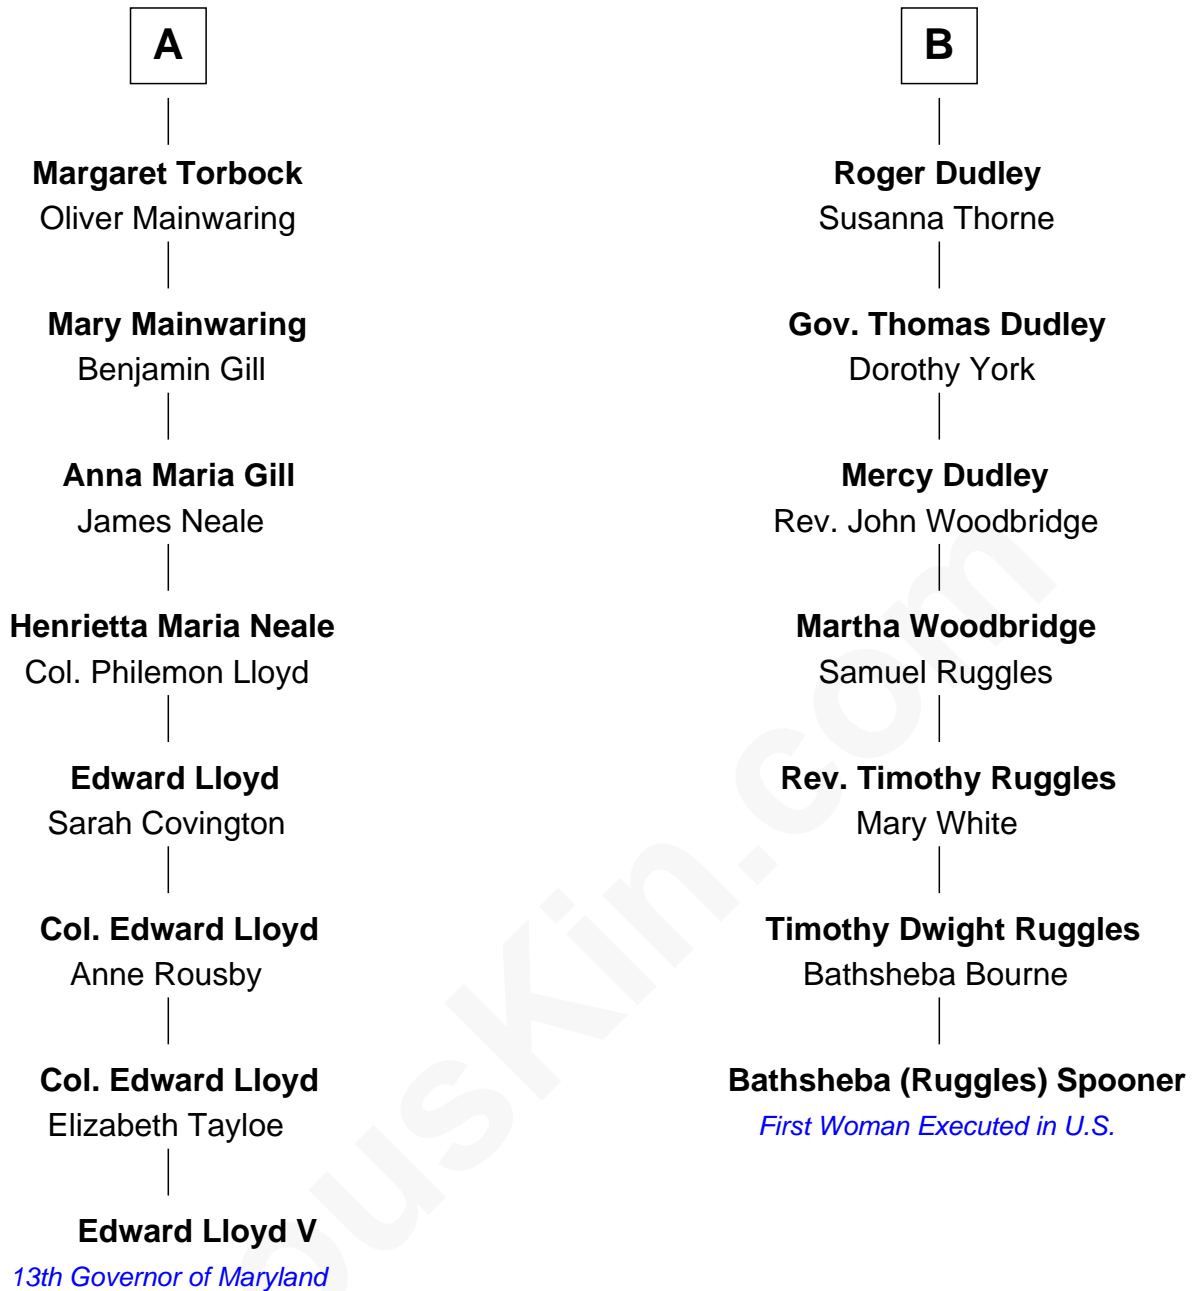 A
Margaret Torbock
Oliver Mainwaring
Mary Mainwaring
Benjamin Gill
Anna Maria Gill
James Neale
Henrietta Maria Neale
Col. Philemon Lloyd
Edward Lloyd
Sarah Covington
Col. Edward Lloyd
Anne Rousby
Col. Edward Lloyd
Elizabeth Tayloe
Edward Lloyd V
13th Governor of Maryland
B
Roger Dudley
Susanna Thorne
Gov. Thomas Dudley
Dorothy York
Mercy Dudley
Rev. John Woodbridge
Martha Woodbridge
Samuel Ruggles
Rev. Timothy Ruggles
Mary White
Timothy Dwight Ruggles
Bathsheba Bourne
Bathsheba (Ruggles) Spooner
First Woman Executed in U.S.
ousKin.com